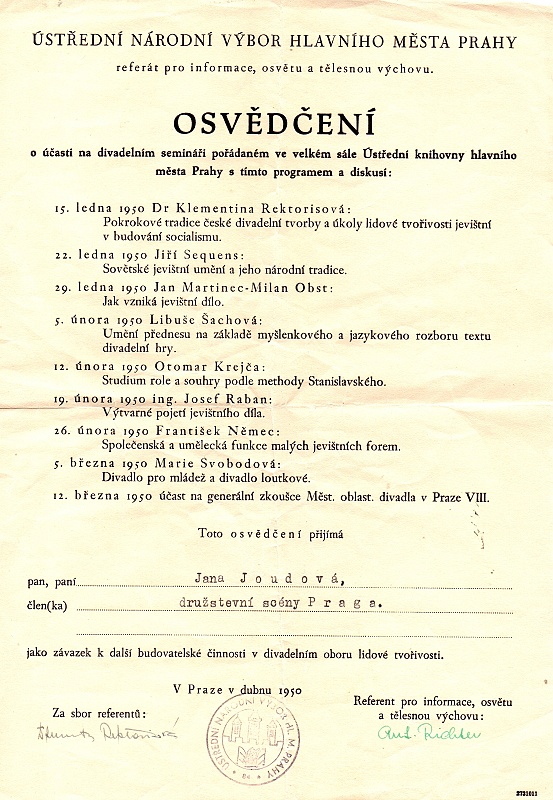 ÚSTŘEDNÍ NÁRODNÍ VÝBOR HLAVNÍHO MĚSTA PRAHY
referát pro informace, osvětu a tělesnou výchovu.
OSVĚDČENÍ
o účasti na divadelním semináři pořádaném ve velkém sále Ústřední knihovny hlavního
města Prahy s tímto programem a diskusí:
15. ledna 1950 Dr Klementina Rektorisová:
Pokrokové tradice české divadelní tvorby a úkoly lidové tvořivosti jevištní
v budování socialismu.
22. ledna 1950 Jiří Sequens:
Sovětské jevištní umění a jeho národní tradice.
29. ledna 1950 Jan Martinec-Milan Obst:
Jak vzniká jevištní dílo.
5. února 1950 Libuše Šachová:
Umění přednesu na základě myšlenkového a jazykového rozboru textu
divadelní hry.
12. února 1950 Otomar Krejča:
Studium role a souhry podle methody Stanislavského.
19. února 1950 ing. Josef Raban:
Výtvarné pojetí jevištního díla.
26. února 1950 František Němec:
Společenská a umělecká funkce malých jevištních forem.
5. března 1950 Marie Svobodová:
Divadlo pro mládež a divadlo loutkové.
12. března 1950 účast na generální zkoušce Měst. oblast. divadla v Praze VIII.
Toto osvědčení přijímá
pan, paní Jana Joudová,
člen(ka) družstevní scény Praga.
jako závazek k další budovatelské činnosti v divadelním oboru lidové tvořivosti.
V Praze v dubnu 1950
Za sbor referentů:
Referent pro informace, osvětu
a tělesnou výchovu:
Rektorisová
Ant. Richter
ÚSTŘEDNÍ NÁRODNÍ VÝBOR HL. M. PRAHY
2731011